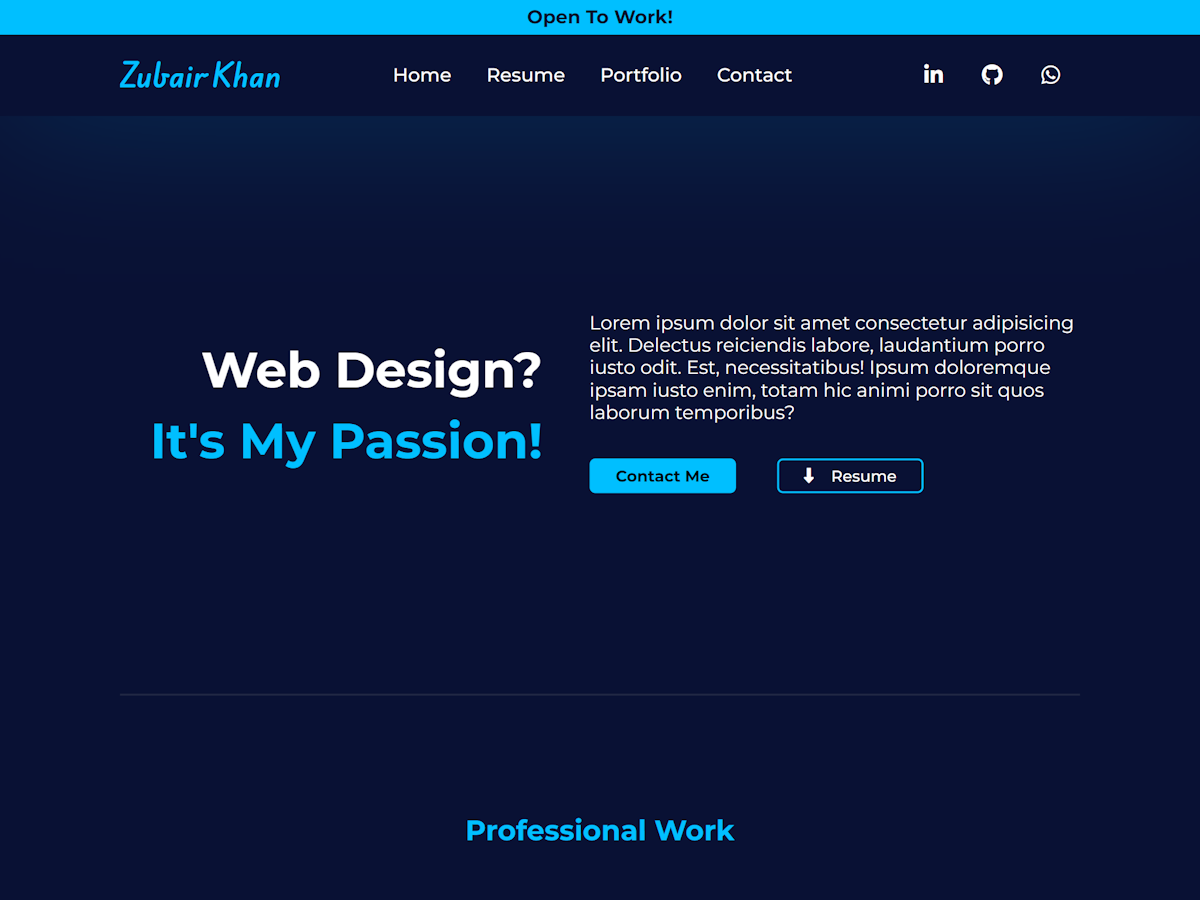 Open To Work!
Zubair Khan
Home
Resume
Portfolio
Contact
in
Web Design?
It's My Passion!
Lorem ipsum dolor sit amet consectetur adipisicing
elit. Delectus reiciendis labore, laudantium porro
iusto odit. Est, necessitatibus! Ipsum doloremque
ipsam iusto enim, totam hic animi porro sit quos
laborum temporibus?
Contact Me
Resume
Professional Work